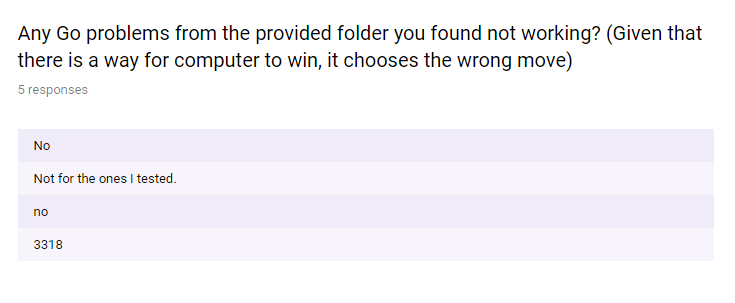 Any Go problems from the provided folder you found not working? (Given that
there is a way for computer to win, it chooses the wrong move)
5 responses
No
Not for the ones I tested.
no
3318